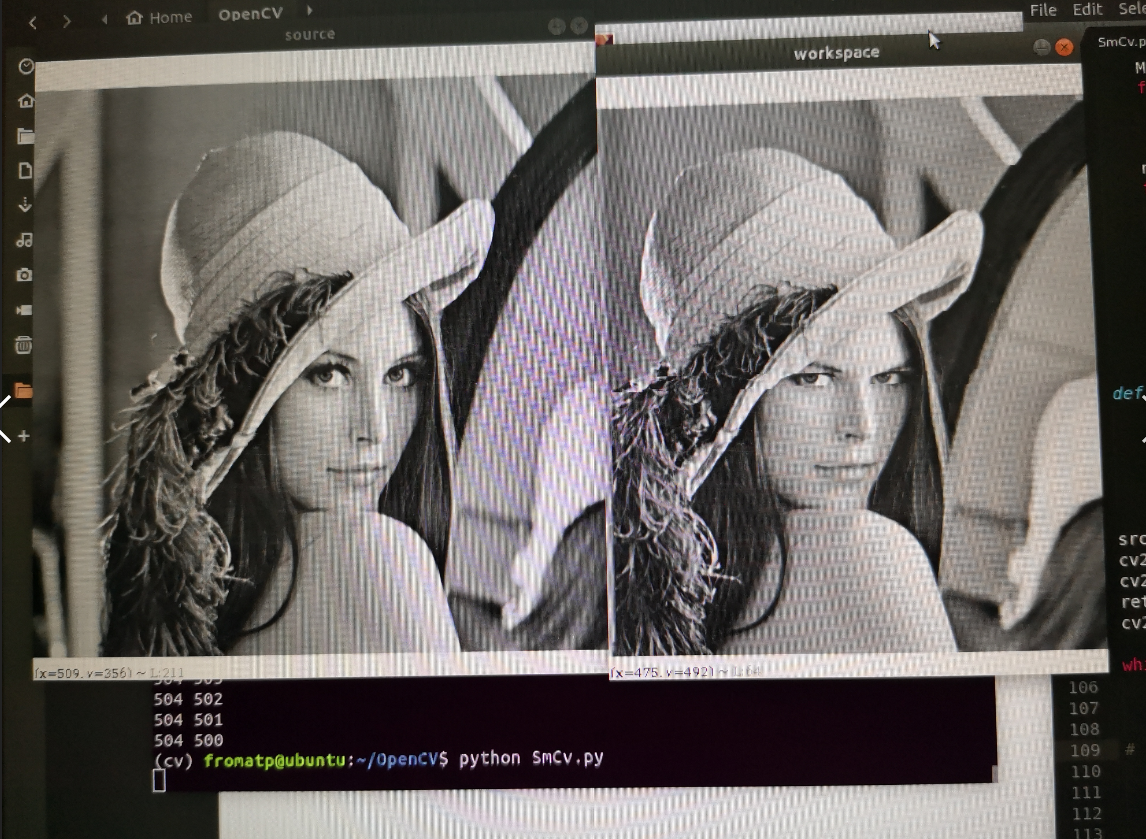 Home
OpenCV
File Edit Sele
source
workspace
SmCv.p
M
f
def
src
cv2
cv2
ret
cv2
whi
(x=509, y=356) ~ L:211
(x=475, y=492) ~ L:64
504 503
504 502
504 501
504 500
(cv) fromatp@ubuntu:~/OpenCV$ python SmCv.py
106
107
108
109 #
110
111
112
113